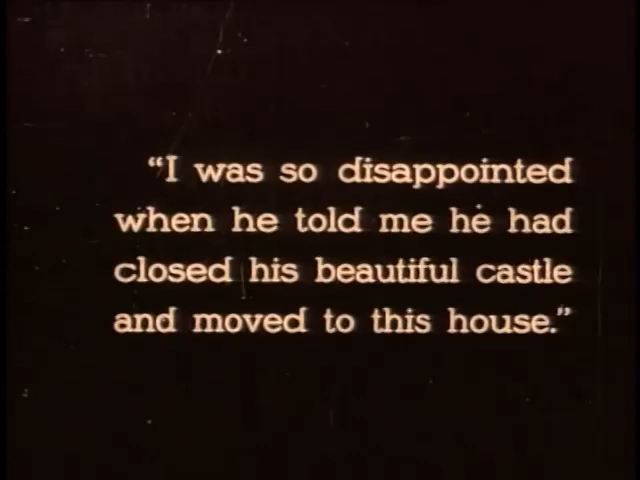 “I was so disappointed
when he told me he had
closed his beautiful castle
and moved to this house.”